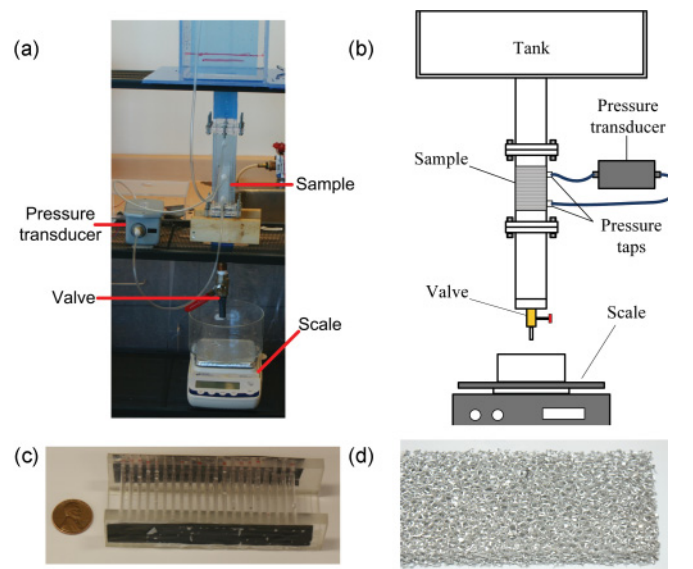 (a)
Sample
Pressure
transducer
Valve
Scale
(b)
Tank
Pressure
transducer
Sample
Pressure
taps
Valve
Scale
(c)
(d)